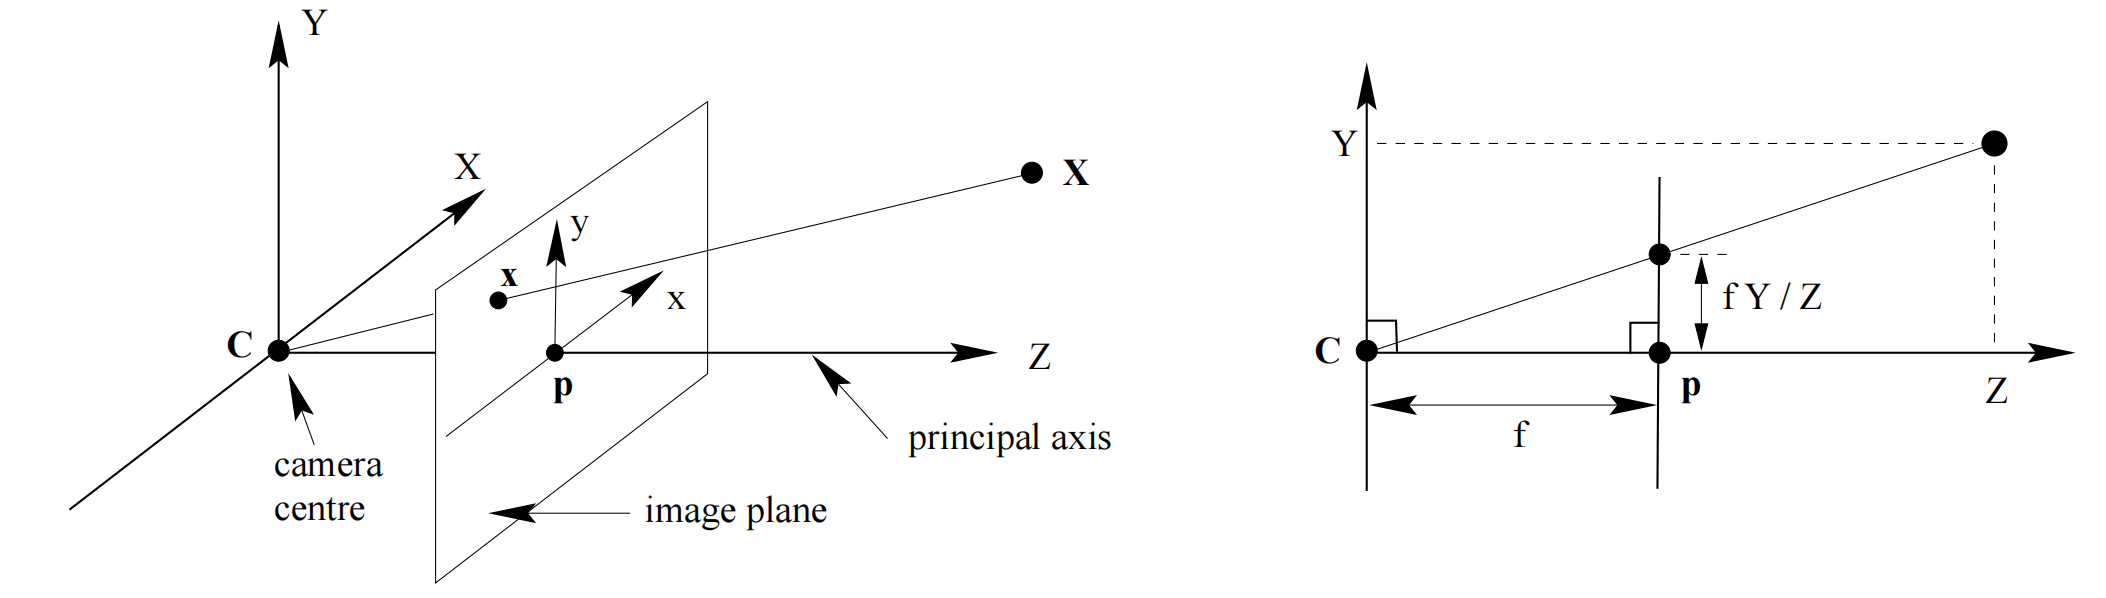 Y
X
y
x
x
X
C
Z
p
camera
centre
principal axis
image plane
Y
f Y / Z
C
p
Z
f